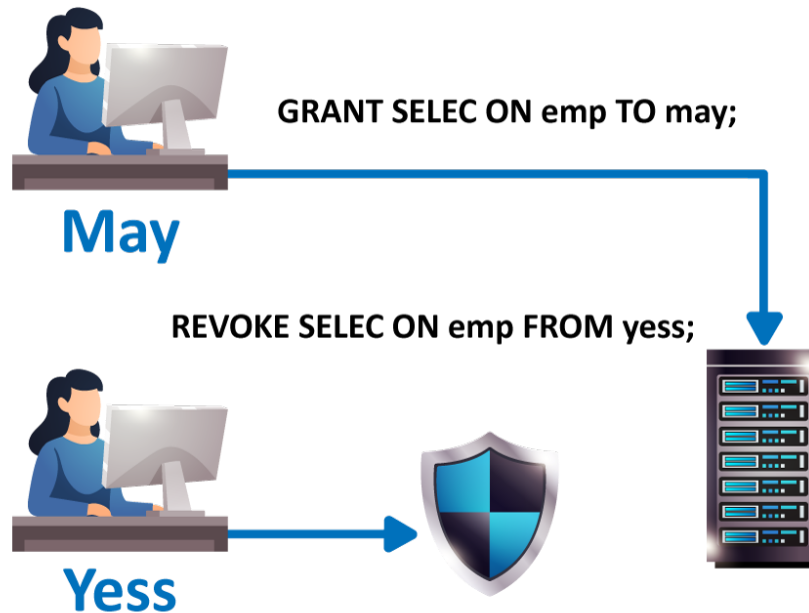 GRANT SELEC ON emp TO may;
May
REVOKE SELEC ON emp FROM yess;
Yess